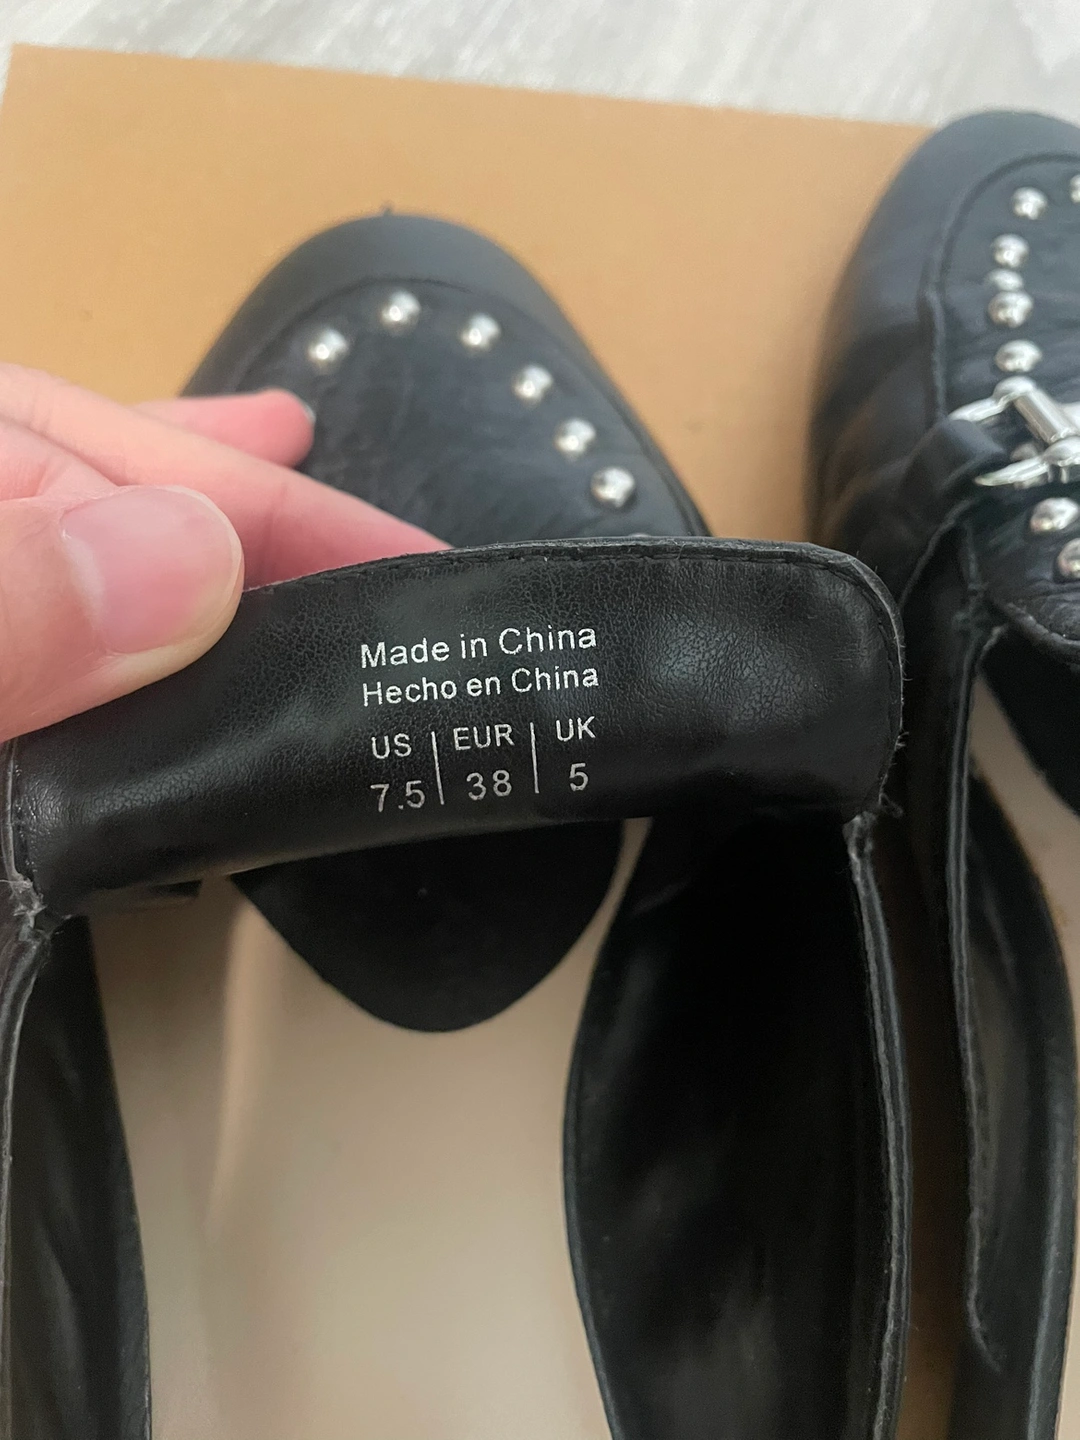 Made in China
Hecho en China
US | EUR | UK
7.5 | 38 | 5